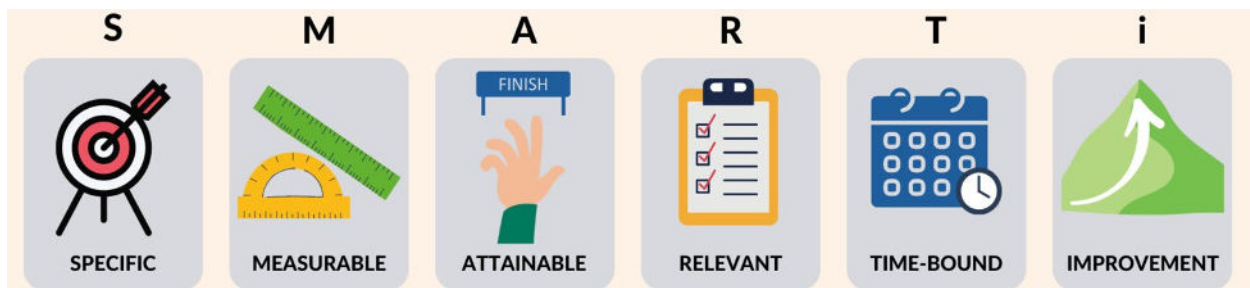 S M A R T i
FINISH
SPECIFIC MEASURABLE ATTAINABLE RELEVANT TIME-BOUND IMPROVEMENT